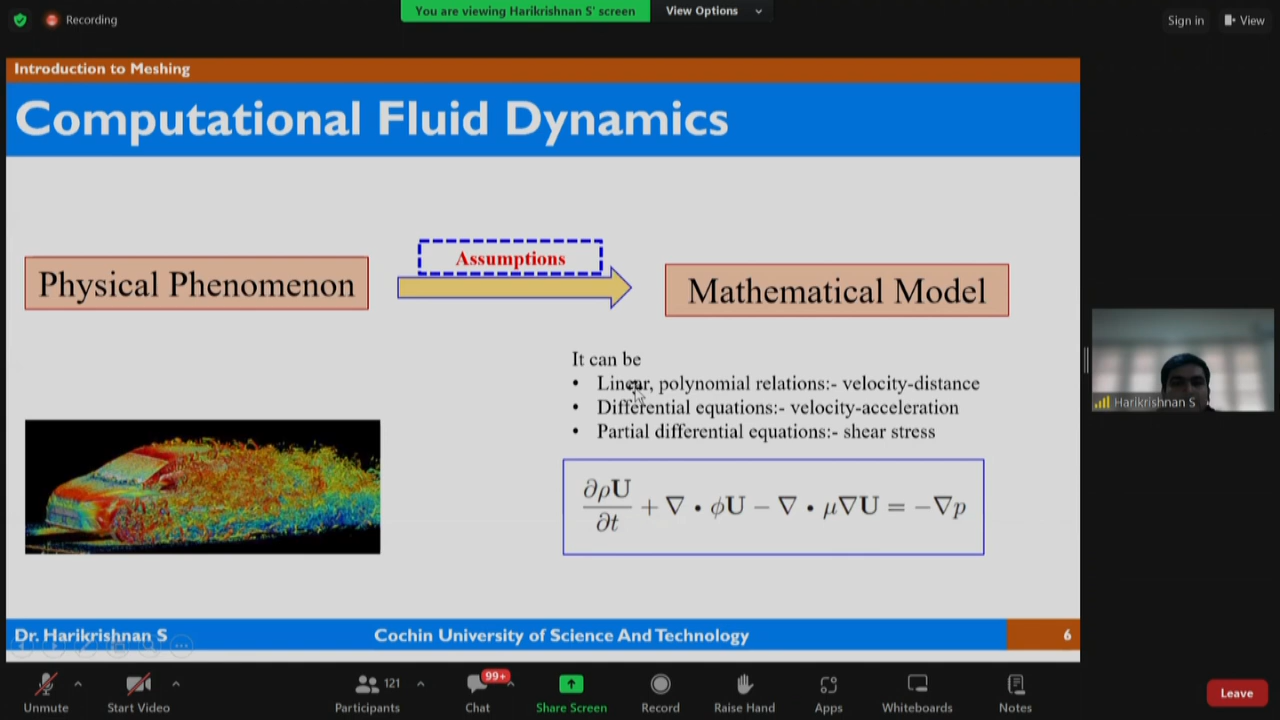 Recording
You are viewing Harikrishnan S' screen
View Options
Sign in
View
Introduction to Meshing
Computational Fluid Dynamics
Physical Phenomenon
Assumptions
Mathematical Model
It can be
• Linear, polynomial relations:- velocity-distance
• Differential equations:- velocity-acceleration
• Partial differential equations:- shear stress
∂ρU/∂t + ∇ • ϕU − ∇ • μ∇U = −∇p
Harikrishnan S
Dr. Harikrishnan S
Cochin University of Science And Technology
6
Unmute
Start Video
121
Participants
99+
Chat
Share Screen
Record
Raise Hand
Apps
Whiteboards
Notes
Leave